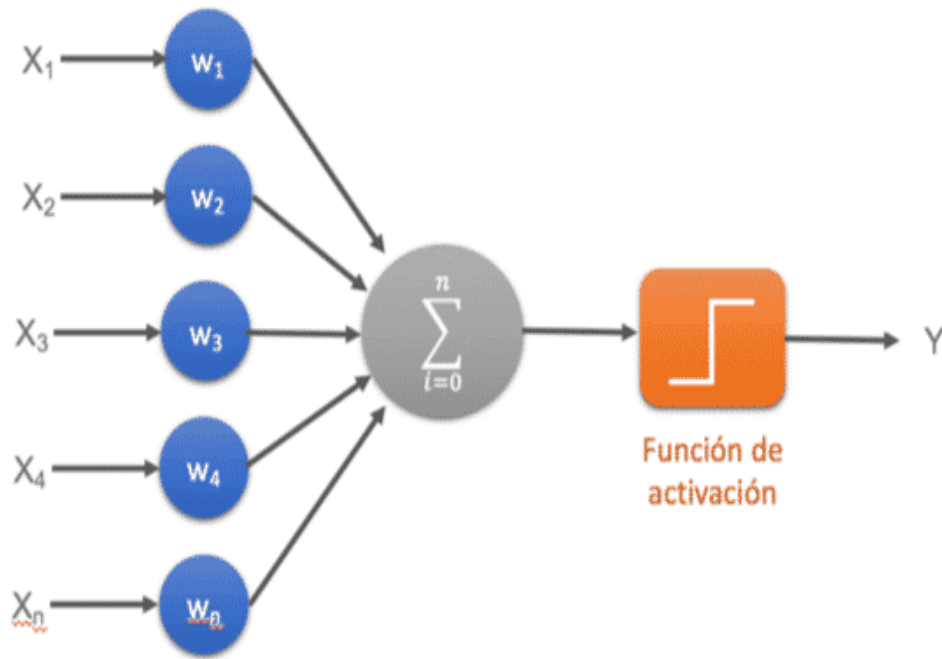 X₁ w₁
X₂ w₂
X₃ w₃
X₄ w₄
Xₙ wₙ
n
∑
i=0
Y
Función de
activación